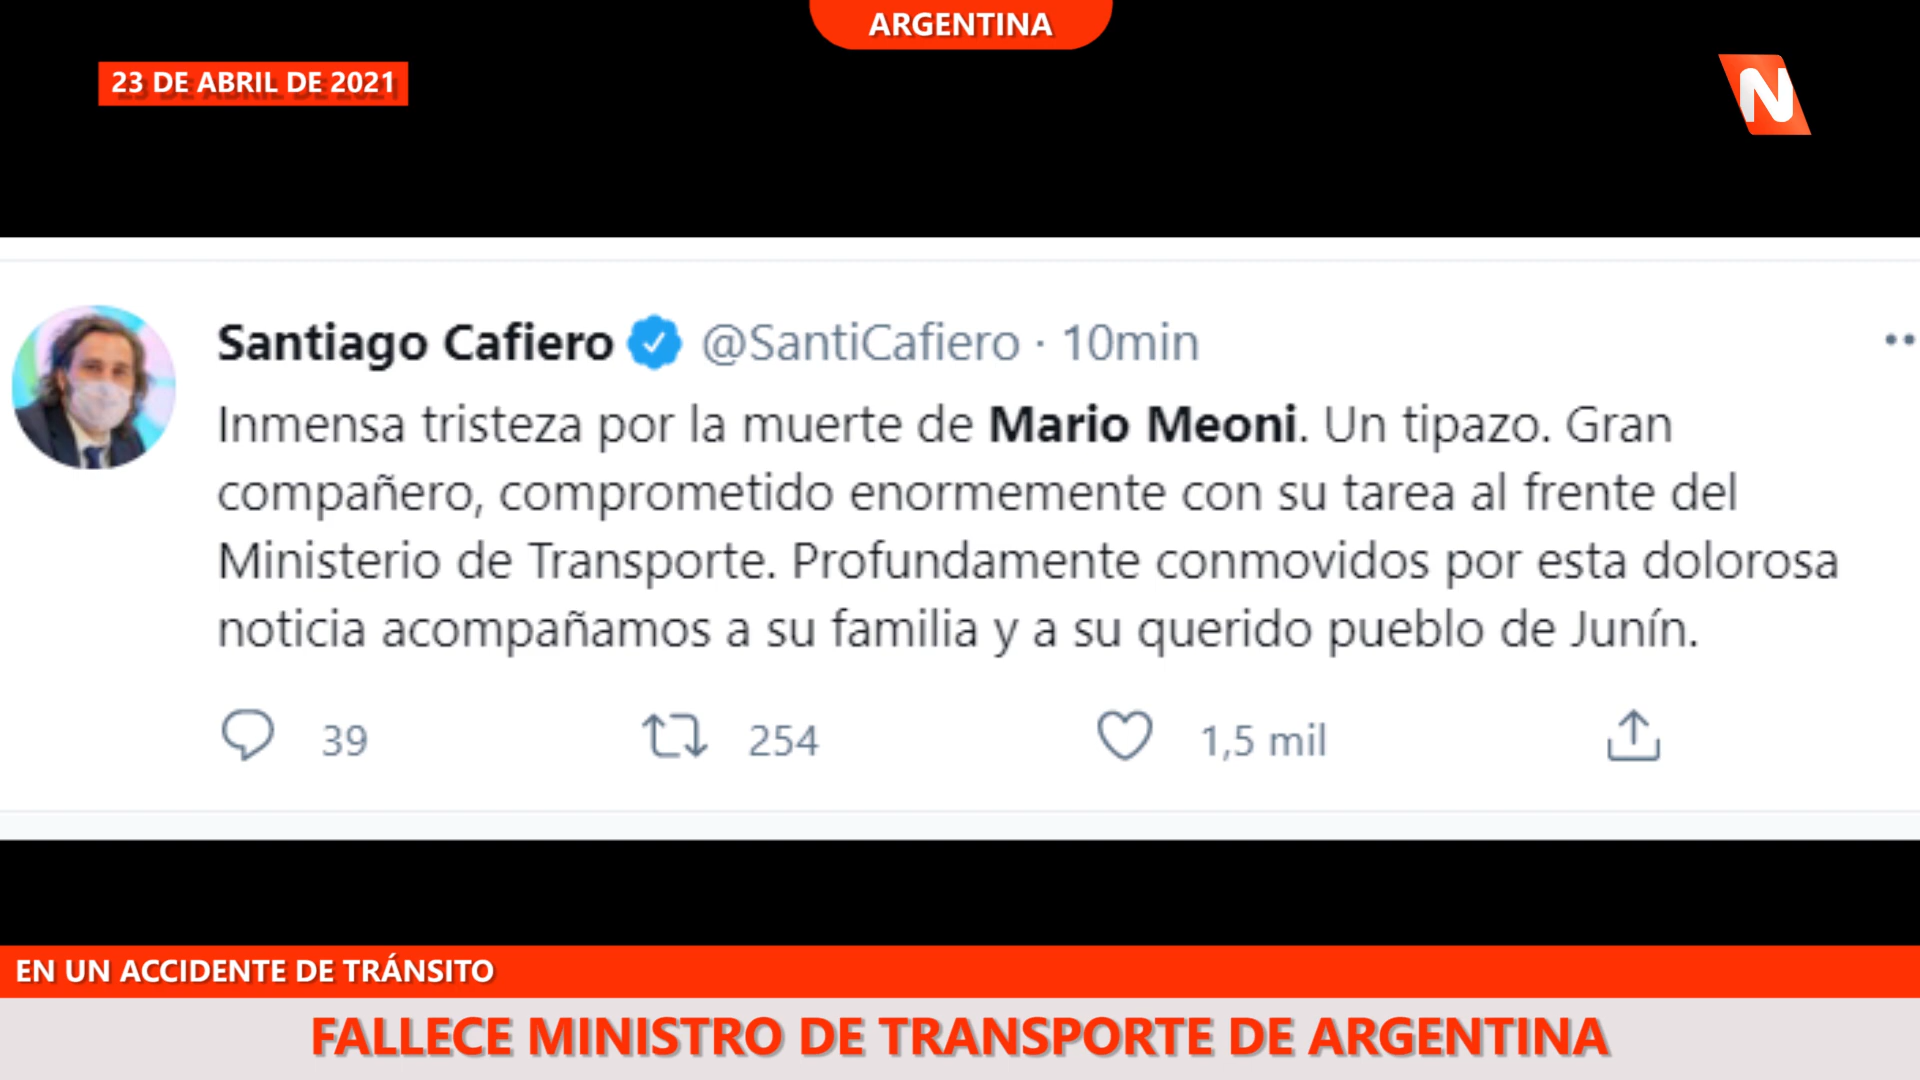 ARGENTINA
23 DE ABRIL DE 2021
N
Santiago Cafiero @SantiCafiero · 10min
Inmensa tristeza por la muerte de Mario Meoni. Un tipazo. Gran
compañero, comprometido enormemente con su tarea al frente del
Ministerio de Transporte. Profundamente conmovidos por esta dolorosa
noticia acompañamos a su familia y a su querido pueblo de Junín.
39 254 1,5 mil
EN UN ACCIDENTE DE TRÁNSITO
FALLECE MINISTRO DE TRANSPORTE DE ARGENTINA